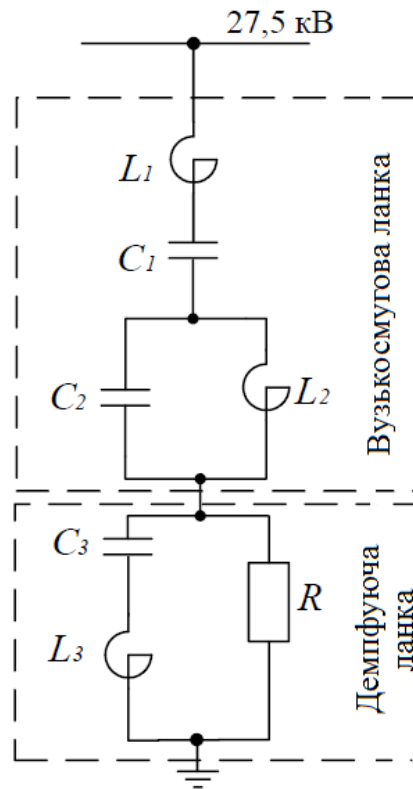 27,5 кВ
L1
C1
C2
L2
Вузькосмугова ланка
C3
R
L3
Демпфуюча
ланка